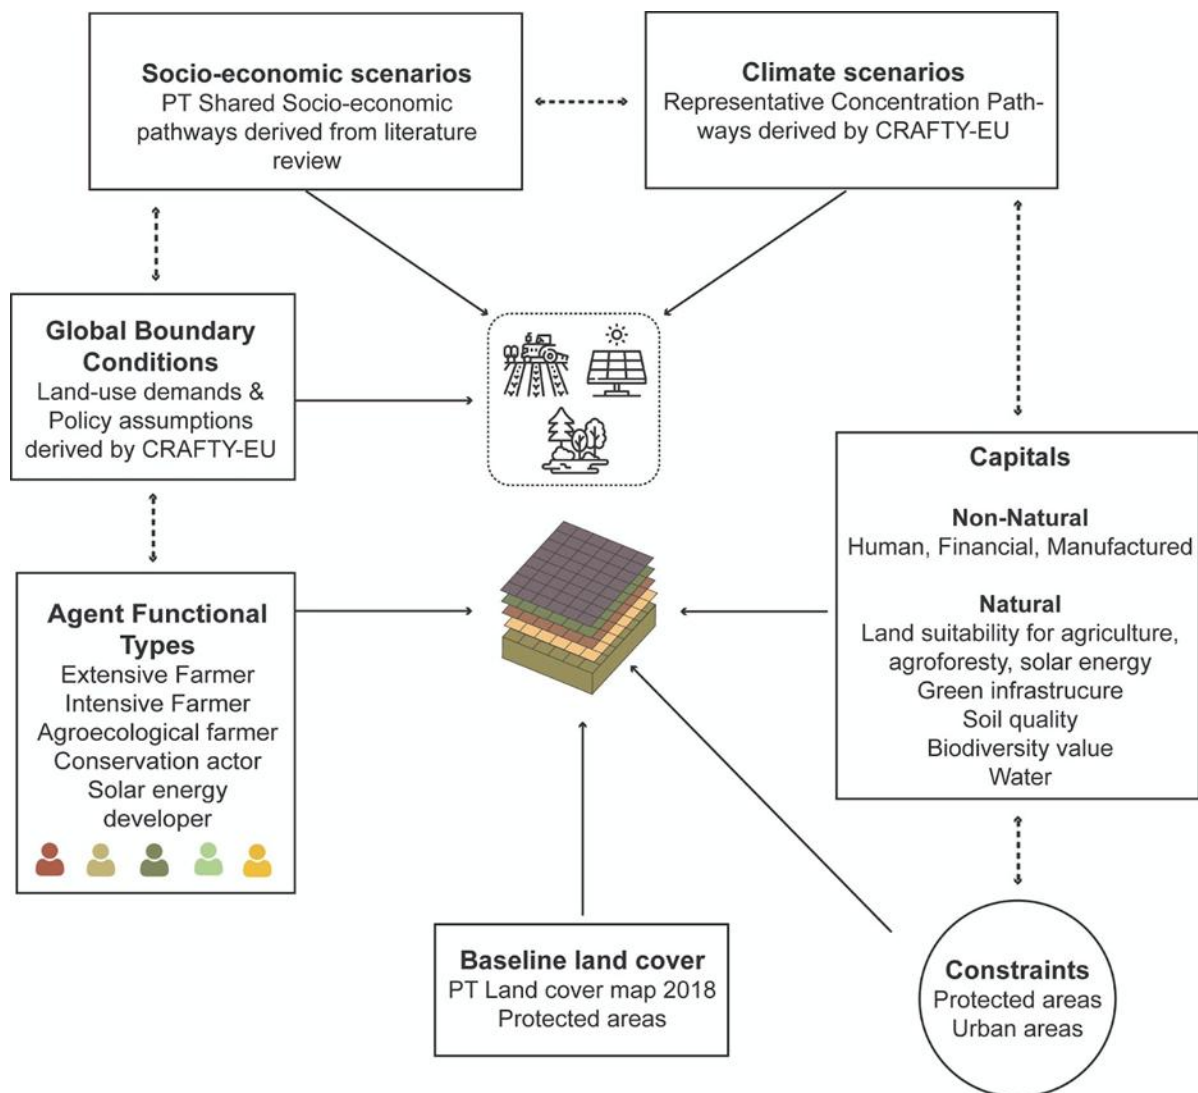 Socio-economic scenarios
PT Shared Socio-economic
pathways derived from literature
review
Climate scenarios
Representative Concentration Path-
ways derived by CRAFTY-EU
Global Boundary
Conditions
Land-use demands &
Policy assumptions
derived by CRAFTY-EU
Capitals
Non-Natural
Human, Financial, Manufactured
Natural
Land suitability for agriculture,
agroforesty, solar energy
Green infrastrucure
Soil quality
Biodiversity value
Water
Agent Functional
Types
Extensive Farmer
Intensive Farmer
Agroecological farmer
Conservation actor
Solar energy
developer
Baseline land cover
PT Land cover map 2018
Protected areas
Constraints
Protected areas
Urban areas